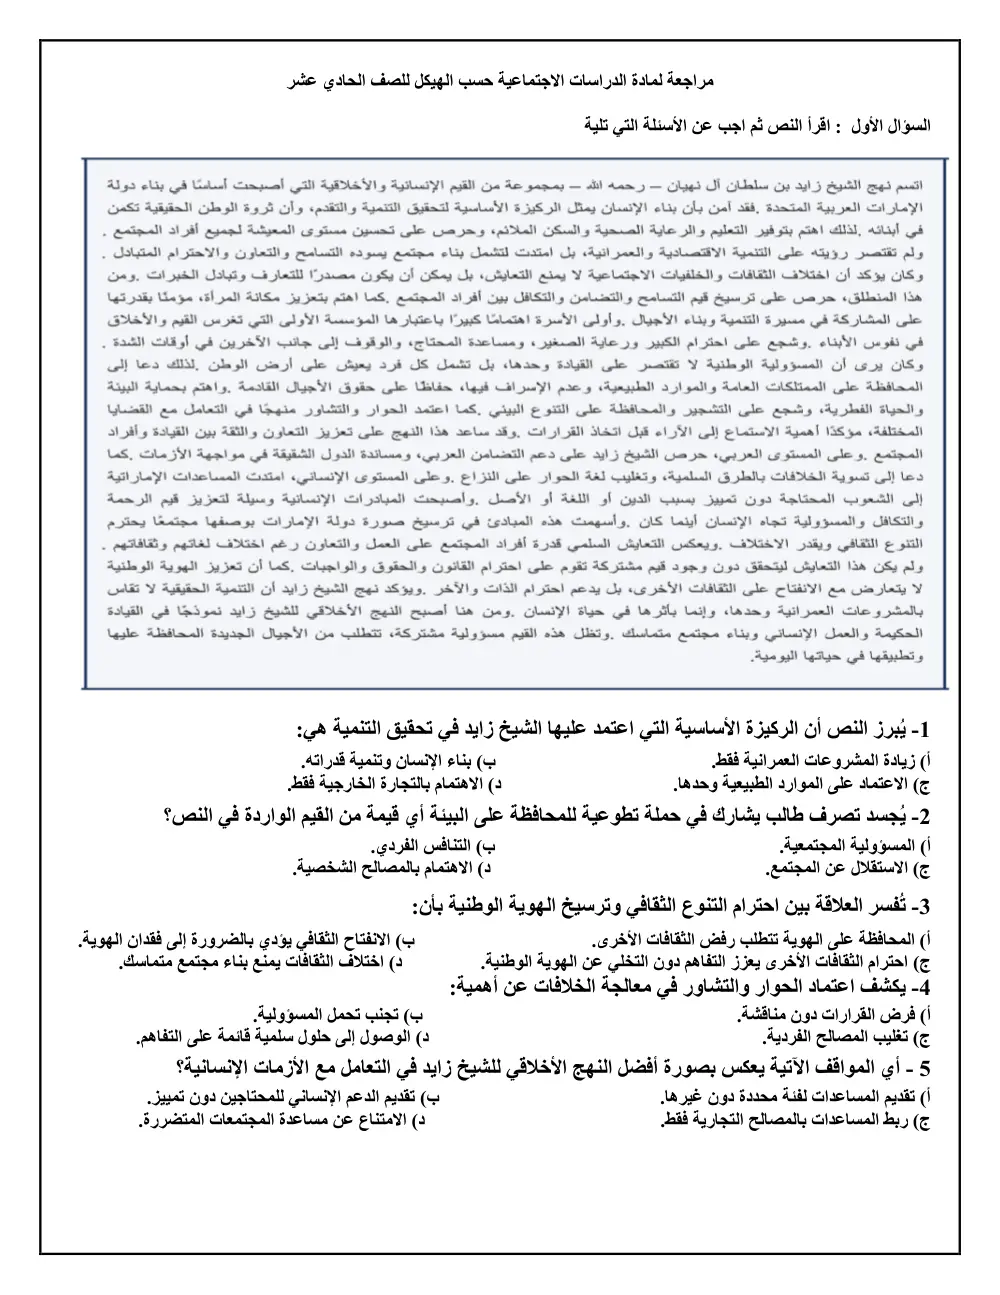 مراجعة لمادة الدراسات الاجتماعية حسب الهيكل للصف الحادي عشر
السؤال الأول : اقرأ النص ثم اجب عن الأسئلة التي تلية
اتسم نهج الشيخ زايد بن سلطان آل نهيان – رحمه الله – بمجموعة من القيم الإنسانية والأخلاقية التي أصبحت أساسًا في بناء دولة
الإمارات العربية المتحدة .فقد آمن بأن بناء الإنسان يمثل الركيزة الأساسية لتحقيق التنمية والتقدم، وأن ثروة الوطن الحقيقية تكمن
في أبنائه .لذلك اهتم بتوفير التعليم والرعاية الصحية والسكن الملائم، وحرص على تحسين مستوى المعيشة لجميع أفراد المجتمع .
ولم تقتصر رؤيته على التنمية الاقتصادية والعمرانية، بل امتدت لتشمل بناء مجتمع يسوده التسامح والتعاون والاحترام المتبادل .
وكان يؤكد أن اختلاف الثقافات والخلفيات الاجتماعية لا يمنع التعايش، بل يمكن أن يكون مصدرًا للتعارف وتبادل الخبرات .ومن
هذا المنطلق، حرص على ترسيخ قيم التسامح والتضامن والتكافل بين أفراد المجتمع .كما اهتم بتعزيز مكانة المرأة، مؤمنًا بقدرتها
على المشاركة في مسيرة التنمية وبناء الأجيال .وأولى الأسرة اهتمامًا كبيرًا باعتبارها المؤسسة الأولى التي تغرس القيم والأخلاق
في نفوس الأبناء .وشجع على احترام الكبير ورعاية الصغير، ومساعدة المحتاج، والوقوف إلى جانب الآخرين في أوقات الشدة .
وكان يرى أن المسؤولية الوطنية لا تقتصر على القيادة وحدها، بل تشمل كل فرد يعيش على أرض الوطن .لذلك دعا إلى
المحافظة على الممتلكات العامة والموارد الطبيعية، وعدم الإسراف فيها، حفاظًا على حقوق الأجيال القادمة .واهتم بحماية البيئة
والحياة الفطرية، وشجع على التشجير والمحافظة على التنوع البيئي .كما اعتمد الحوار والتشاور منهجًا في التعامل مع القضايا
المختلفة، مؤكدًا أهمية الاستماع إلى الآراء قبل اتخاذ القرارات .وقد ساعد هذا النهج على تعزيز التعاون والثقة بين القيادة وأفراد
المجتمع .وعلى المستوى العربي، حرص الشيخ زايد على دعم التضامن العربي، ومساندة الدول الشقيقة في مواجهة الأزمات .كما
دعا إلى تسوية الخلافات بالطرق السلمية، وتغليب لغة الحوار على النزاع .وعلى المستوى الإنساني، امتدت المساعدات الإماراتية
إلى الشعوب المحتاجة دون تمييز بسبب الدين أو اللغة أو الأصل .وأصبحت المبادرات الإنسانية وسيلة لتعزيز قيم الرحمة
والتكافل والمسؤولية تجاه الإنسان أينما كان .وأسهمت هذه المبادئ في ترسيخ صورة دولة الإمارات بوصفها مجتمعًا يحترم
التنوع الثقافي ويقدر الاختلاف .ويعكس التعايش السلمي قدرة أفراد المجتمع على العمل والتعاون رغم اختلاف لغاتهم وثقافاتهم .
ولم يكن هذا التعايش ليتحقق دون وجود قيم مشتركة تقوم على احترام القانون والحقوق والواجبات .كما أن تعزيز الهوية الوطنية
لا يتعارض مع الانفتاح على الثقافات الأخرى، بل يدعم احترام الذات والآخر .ويؤكد نهج الشيخ زايد أن التنمية الحقيقية لا تقاس
بالمشروعات العمرانية وحدها، وإنما بأثرها في حياة الإنسان .ومن هنا أصبح النهج الأخلاقي للشيخ زايد نموذجًا في القيادة
الحكيمة والعمل الإنساني وبناء مجتمع متماسك .وتظل هذه القيم مسؤولية مشتركة، تتطلب من الأجيال الجديدة المحافظة عليها
وتطبيقها في حياتها اليومية.
1- يُبرز النص أن الركيزة الأساسية التي اعتمد عليها الشيخ زايد في تحقيق التنمية هي:
أ) زيادة المشروعات العمرانية فقط. ب) بناء الإنسان وتنمية قدراته.
ج) الاعتماد على الموارد الطبيعية وحدها. د) الاهتمام بالتجارة الخارجية فقط.
2- يُجسد تصرف طالب يشارك في حملة تطوعية للمحافظة على البيئة أي قيمة من القيم الواردة في النص؟
أ) المسؤولية المجتمعية. ب) التنافس الفردي.
ج) الاستقلال عن المجتمع. د) الاهتمام بالمصالح الشخصية.
3- تُفسر العلاقة بين احترام التنوع الثقافي وترسيخ الهوية الوطنية بأن:
أ) المحافظة على الهوية تتطلب رفض الثقافات الأخرى. ب) الانفتاح الثقافي يؤدي بالضرورة إلى فقدان الهوية.
ج) احترام الثقافات الأخرى يعزز التفاهم دون التخلي عن الهوية الوطنية. د) اختلاف الثقافات يمنع بناء مجتمع متماسك.
4- يكشف اعتماد الحوار والتشاور في معالجة الخلافات عن أهمية:
أ) فرض القرارات دون مناقشة. ب) تجنب تحمل المسؤولية.
ج) تغليب المصالح الفردية. د) الوصول إلى حلول سلمية قائمة على التفاهم.
5 - أي المواقف الآتية يعكس بصورة أفضل النهج الأخلاقي للشيخ زايد في التعامل مع الأزمات الإنسانية؟
أ) تقديم المساعدات لفئة محددة دون غيرها. ب) تقديم الدعم الإنساني للمحتاجين دون تمييز.
ج) ربط المساعدات بالمصالح التجارية فقط. د) الامتناع عن مساعدة المجتمعات المتضررة.